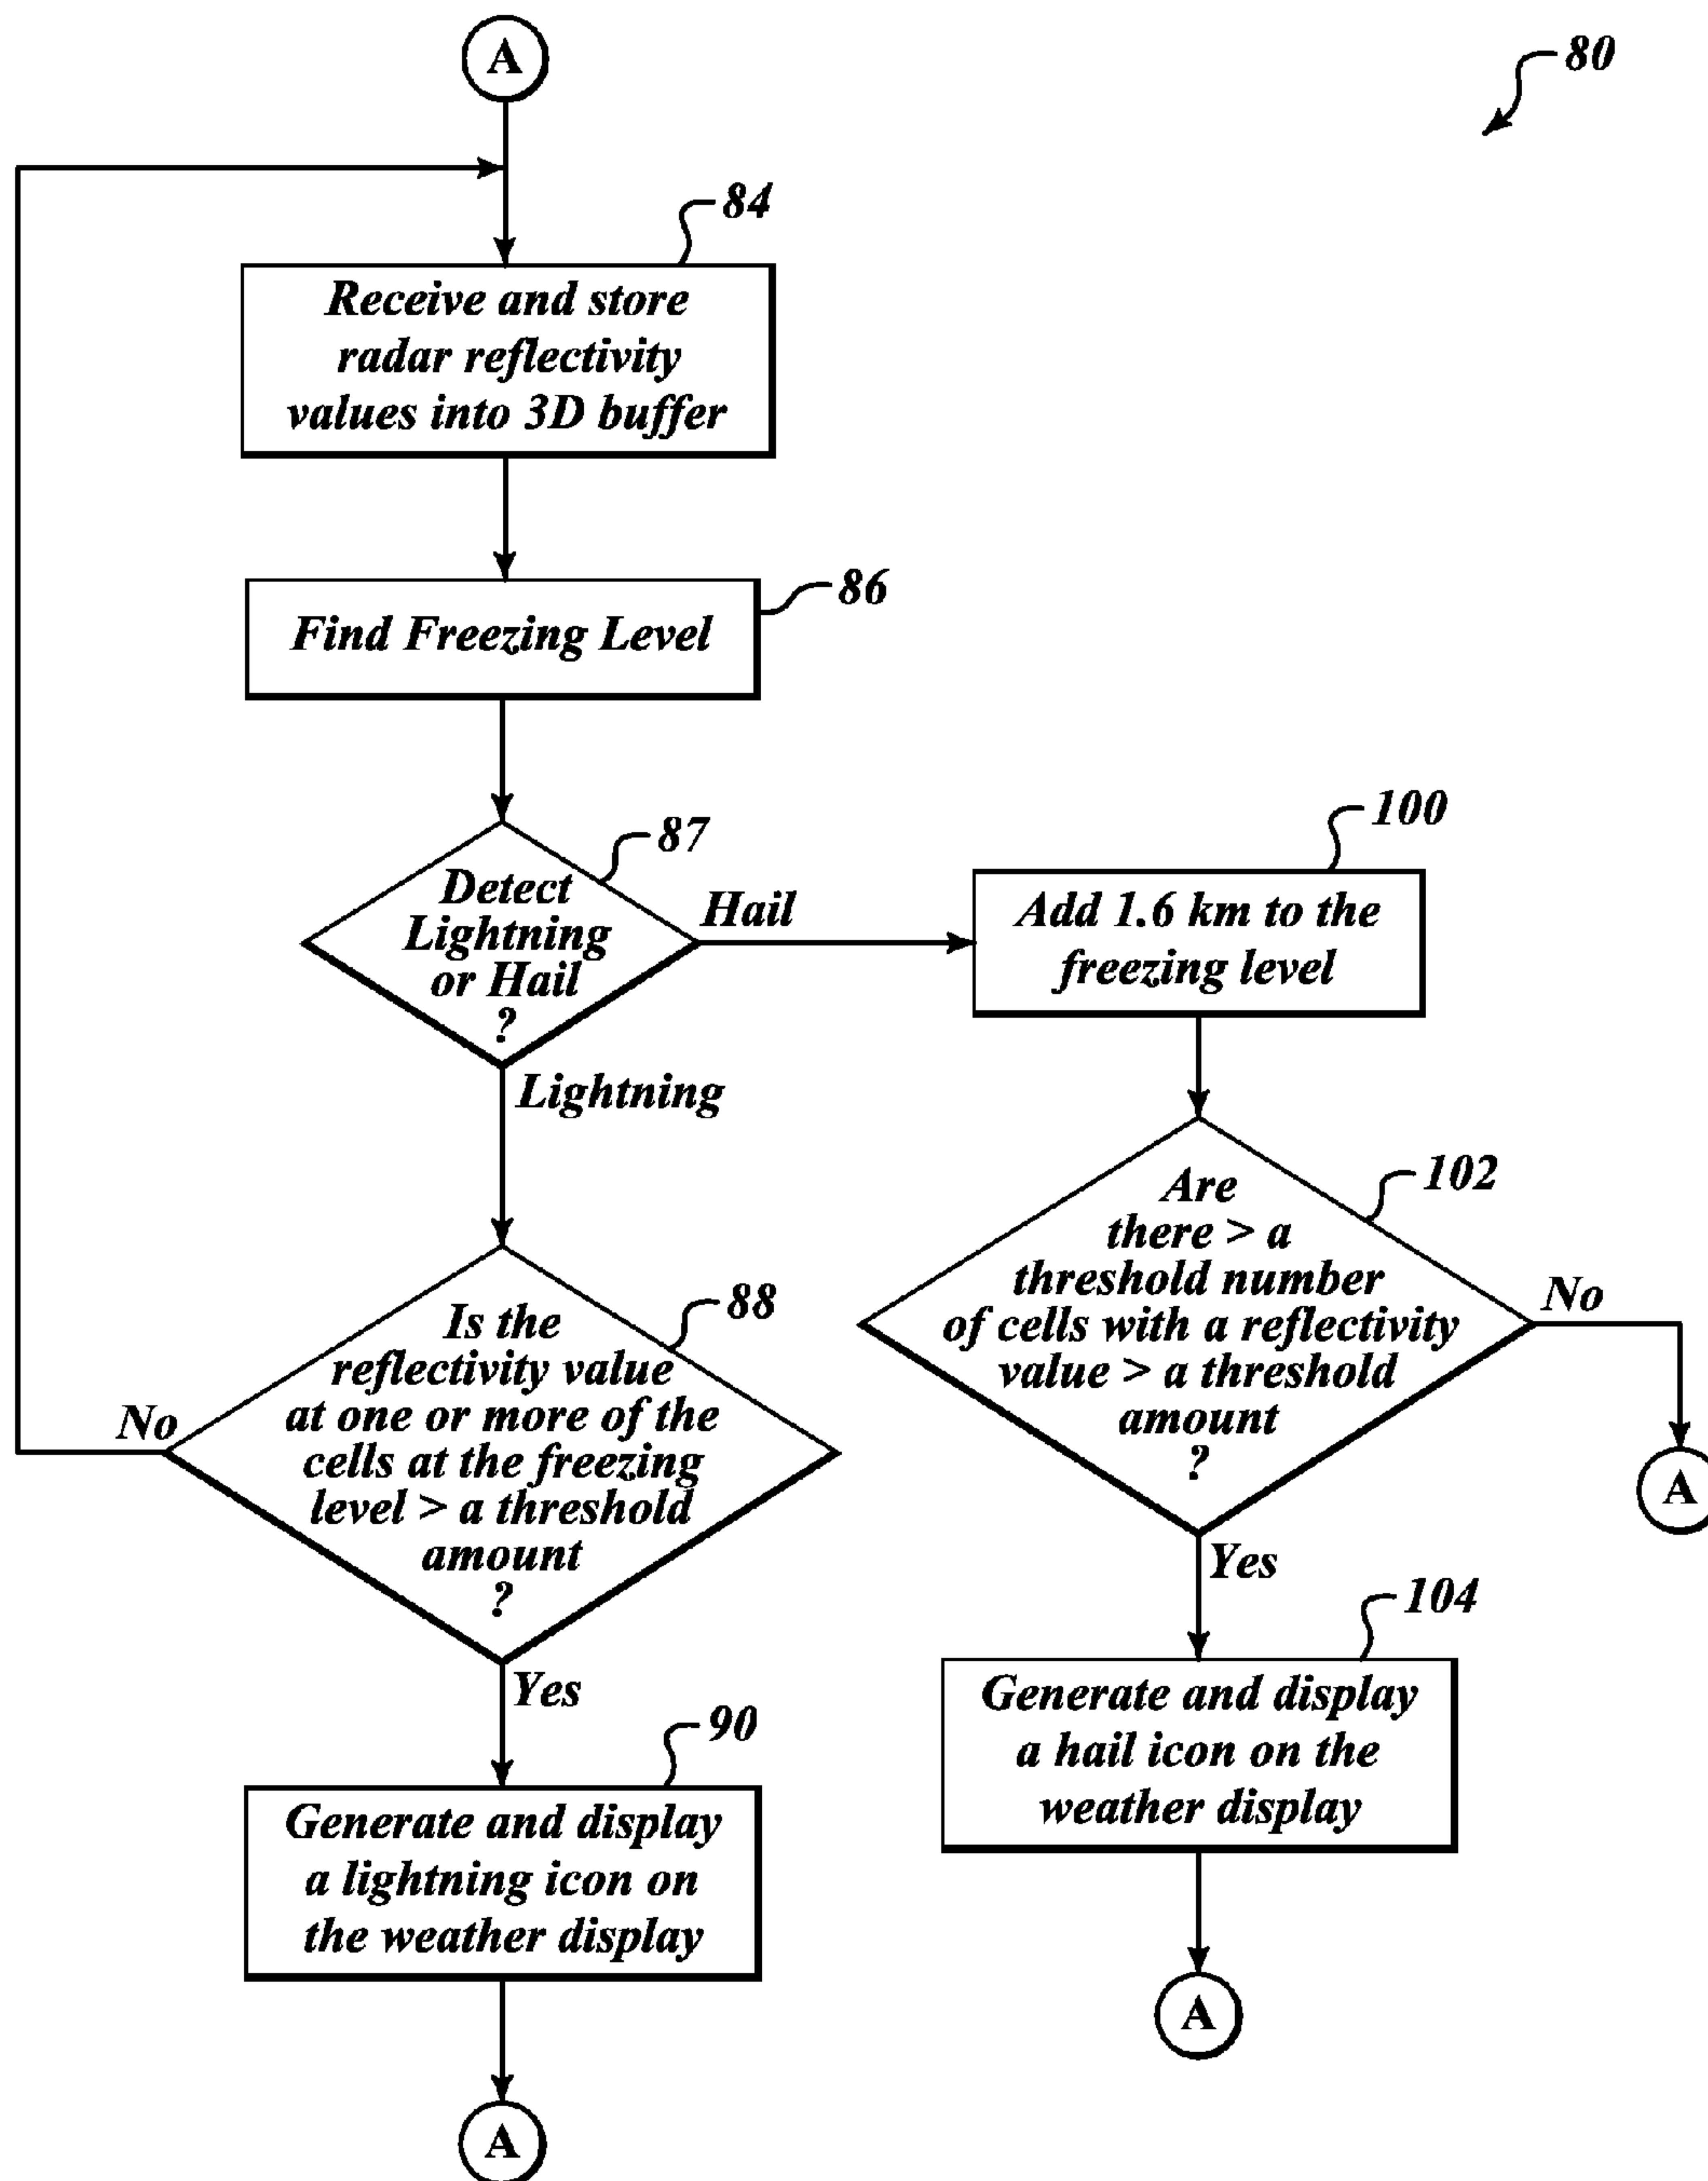 A
80
84
Receive and store
radar reflectivity
values into 3D buffer
86
Find Freezing Level
87
Detect
Lightning
or Hail
?
Hail
Lightning
100
Add 1.6 km to the
freezing level
102
Are
there > a
threshold number
of cells with a reflectivity
value > a threshold
amount
?
No
A
Yes
88
Is the
reflectivity value
at one or more of the
cells at the freezing
level > a threshold
amount
?
No
Yes
90
Generate and display
a lightning icon on
the weather display
A
104
Generate and display
a hail icon on the
weather display
A